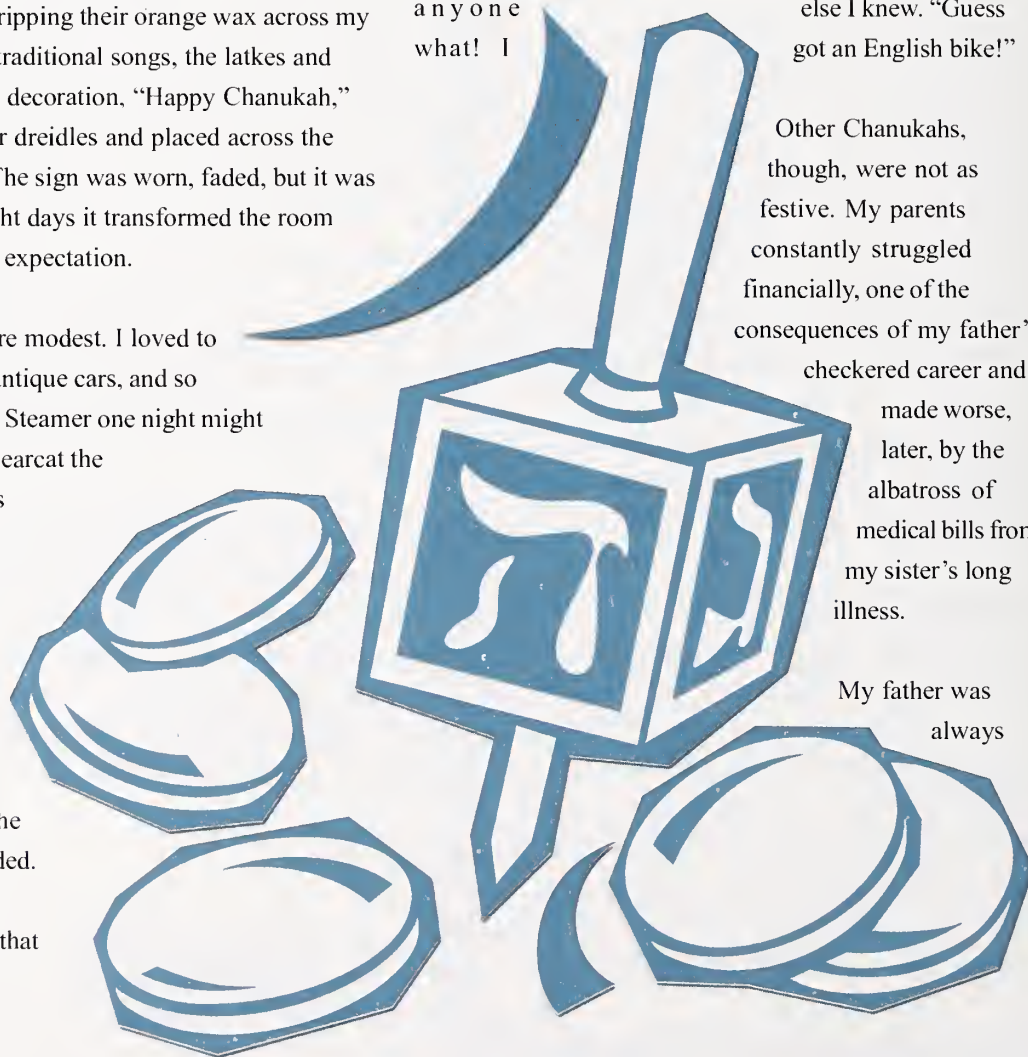 ripping their orange wax across my
traditional songs, the latkes and
decoration, “Happy Chanukah,”
r dreidles and placed across the
The sign was worn, faded, but it was
ht days it transformed the room
expectation.
re modest. I loved to
antique cars, and so
Steamer one night might
earcat the
s
he
ded.
that
anyone else I knew. “Guess
what! I got an English bike!”
Other Chanukahs,
though, were not as
festive. My parents
constantly struggled
financially, one of the
consequences of my father’
checkered career and
made worse,
later, by the
albatross of
medical bills from
my sister’s long
illness.
My father was
always
ה
ג